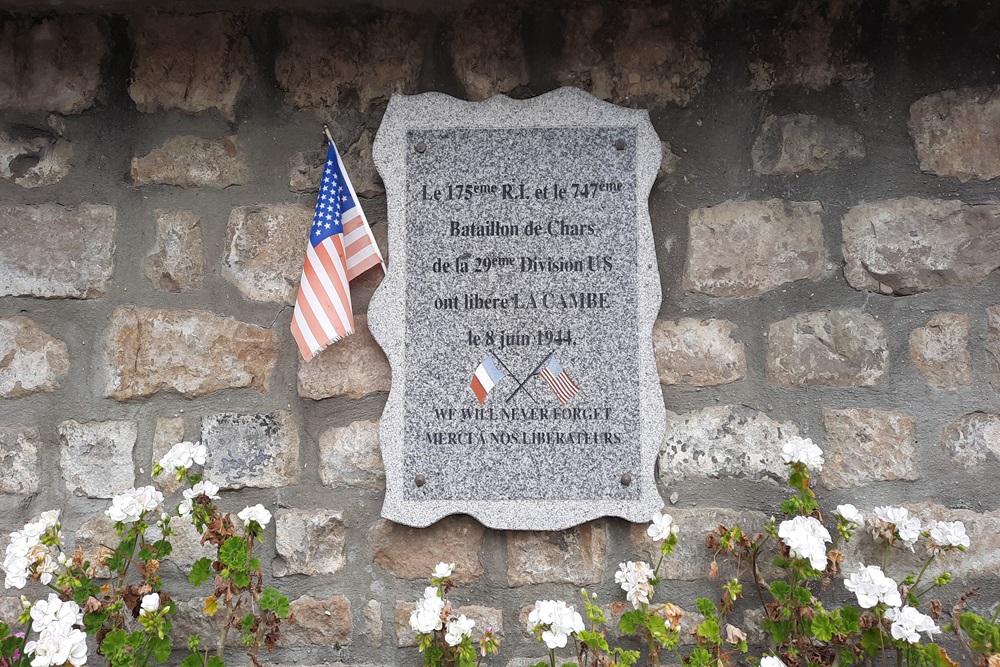 Le 175ème R.I. et le 747ème
Bataillon de Chars
de la 29ème Division US
ont libéré LA CAMBE
le 8 juin 1944.
WE WILL NEVER FORGET
MERCI A NOS LIBERATEURS